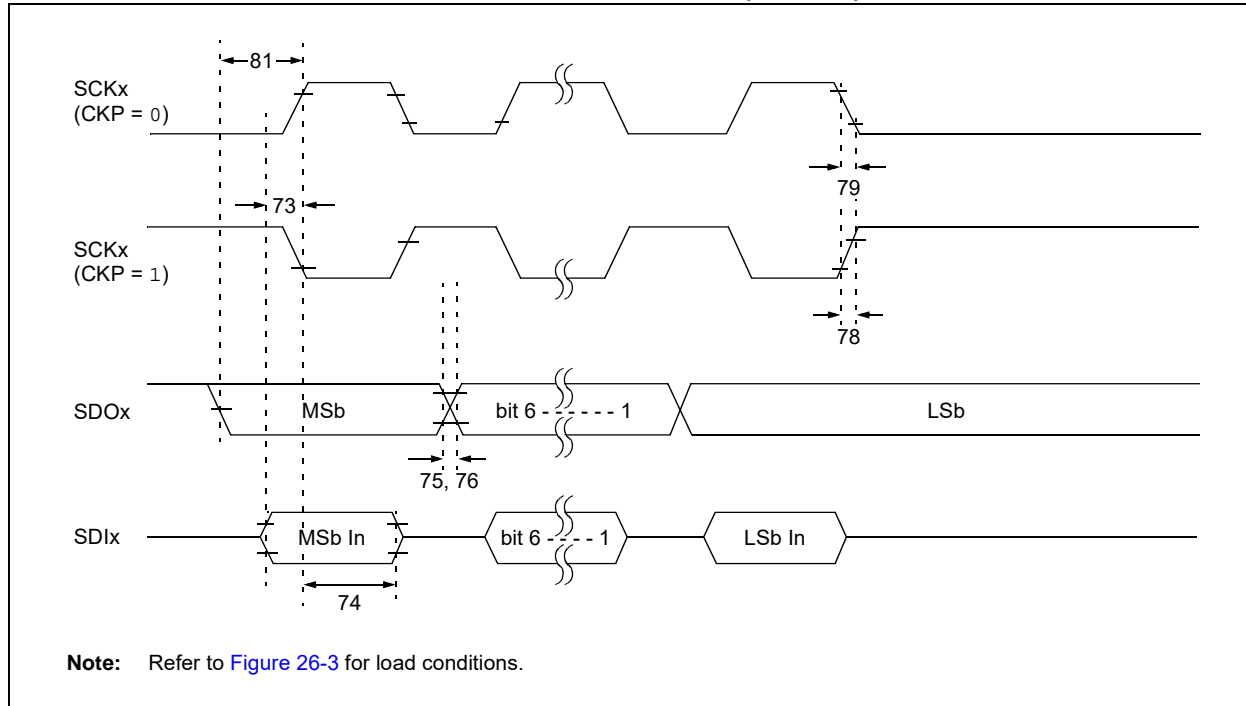 81
SCKx
(CKP = 0)
79
73
SCKx
(CKP = 1)
78
SDOx
MSb
bit 6 - - - - - - 1
LSb
75, 76
SDIx
MSb In
bit 6 - - - - 1
LSb In
74
Note: Refer to Figure 26-3 for load conditions.